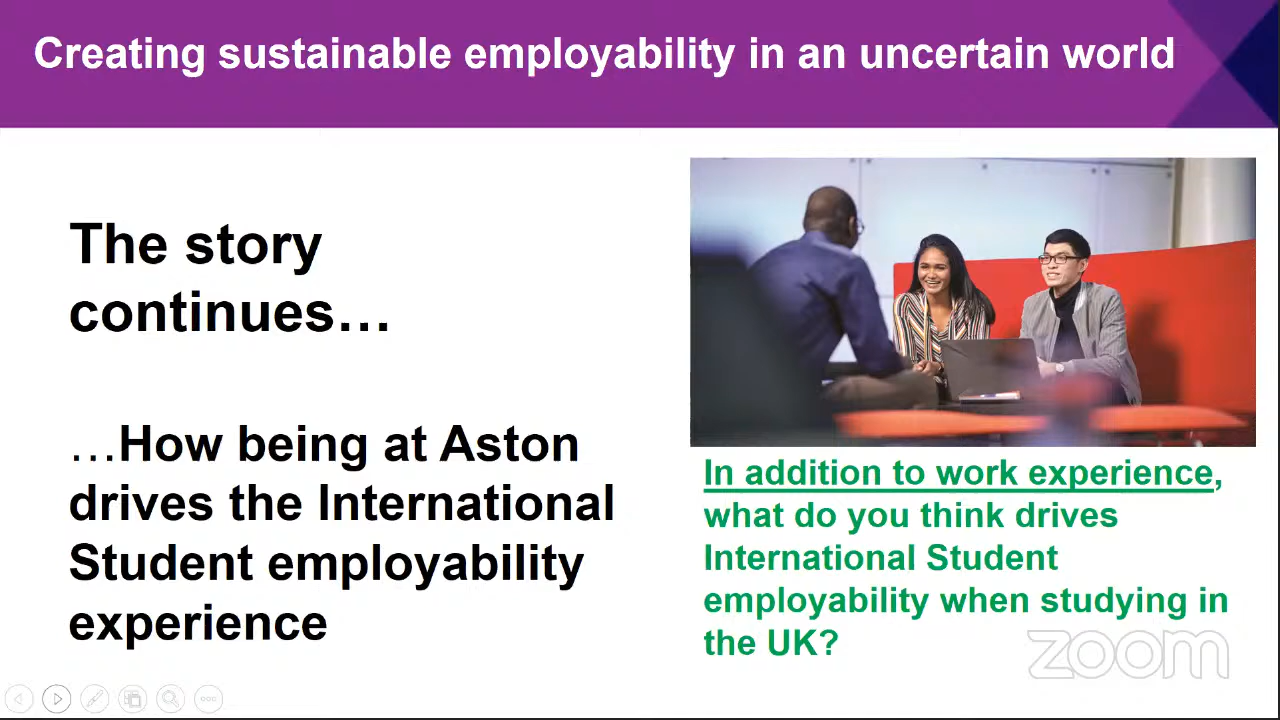 Creating sustainable employability in an uncertain world
The story
continues…
…How being at Aston
drives the International
Student employability
experience
In addition to work experience,
what do you think drives
International Student
employability when studying in
the UK?
zoom